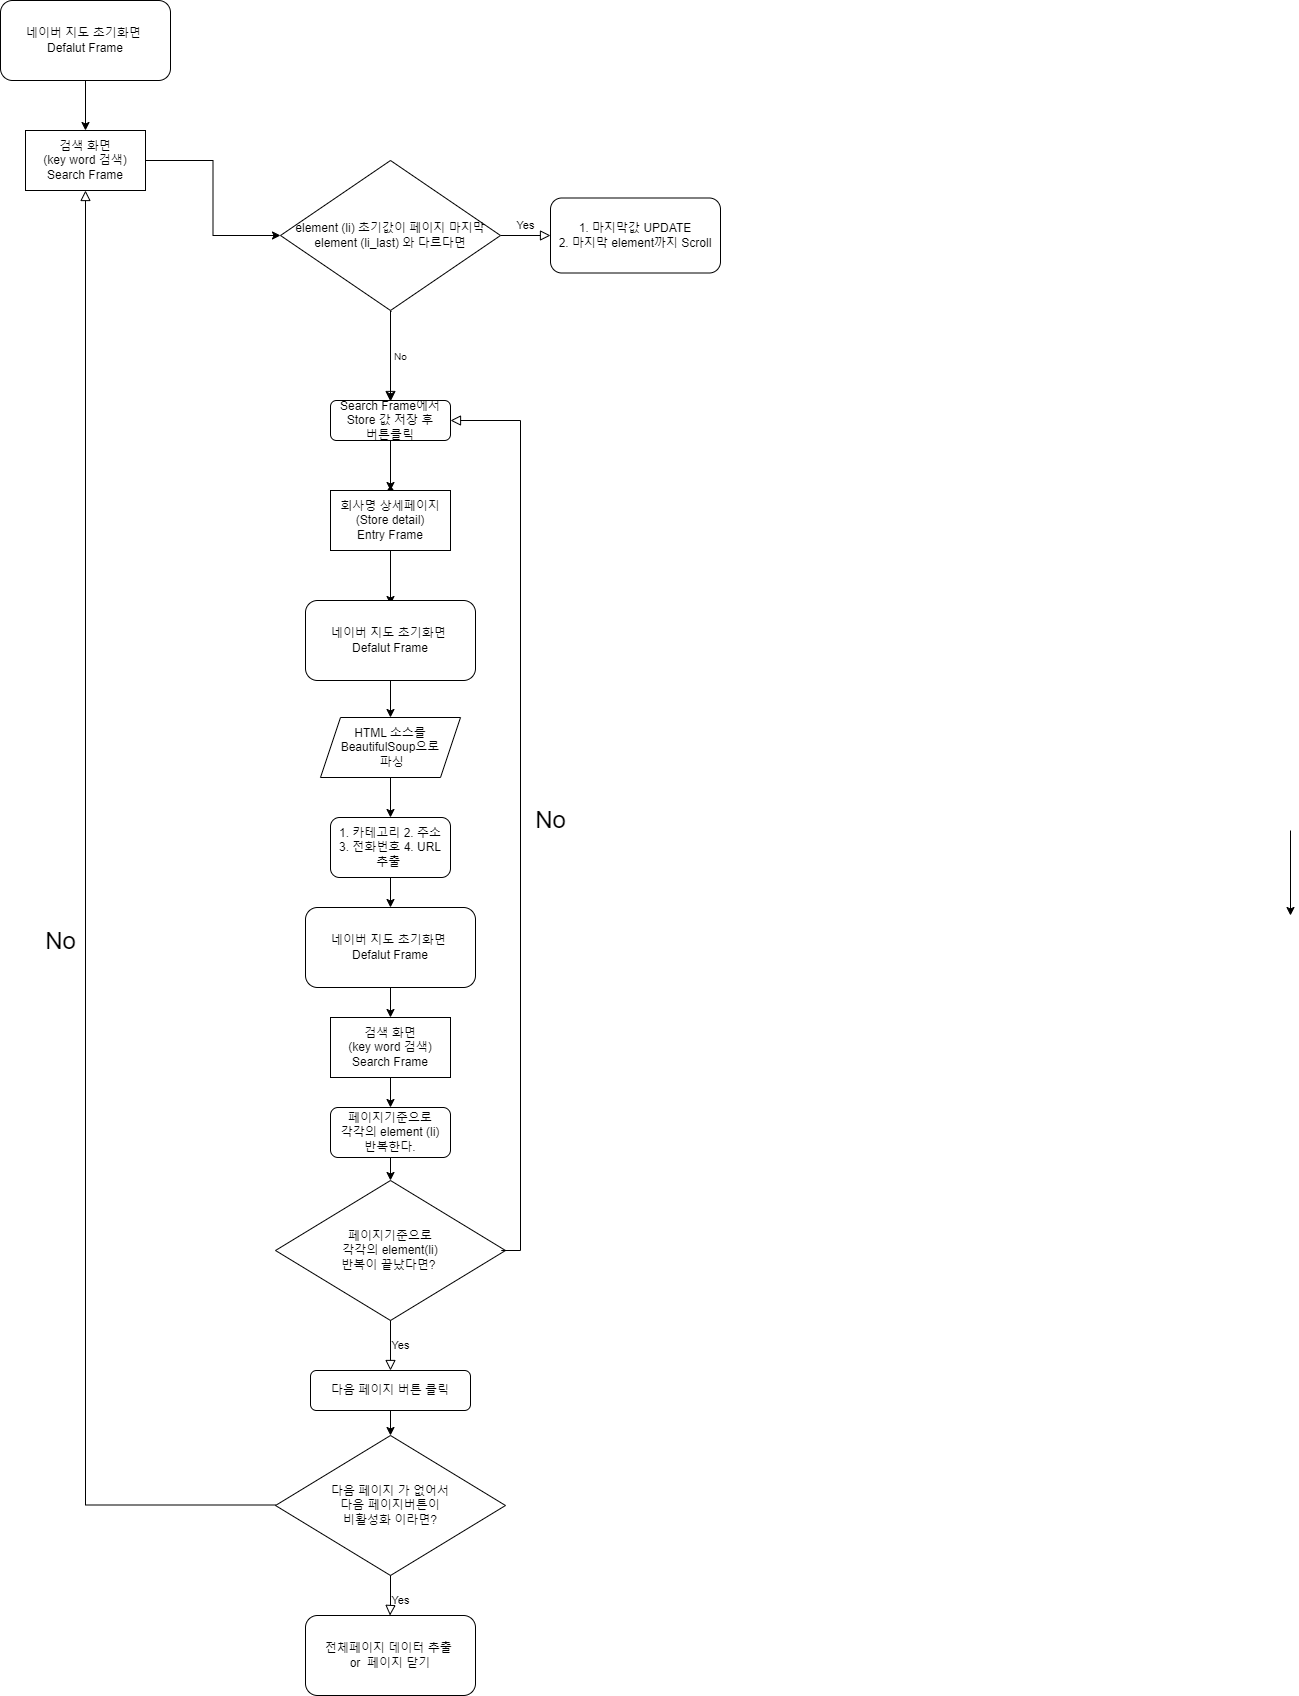 네이버 지도 초기화면
Defalut Frame
검색 화면
(key word 검색)
Search Frame
element (li) 초기값이 페이지 마지막
element (li_last) 와 다르다면
Yes
1. 마지막값 UPDATE
2. 마지막 element까지 Scroll
No
Search Frame에서
Store 값 저장 후
버튼클릭
회사명 상세페이지
(Store detail)
Entry Frame
네이버 지도 초기화면
Defalut Frame
HTML 소스를
BeautifulSoup으로
파싱
No
1. 카테고리 2. 주소
3. 전화번호 4. URL
추출
No
네이버 지도 초기화면
Defalut Frame
검색 화면
(key word 검색)
Search Frame
페이지기준으로
각각의 element (li)
반복한다.
페이지기준으로
각각의 element(li)
반복이 끝났다면?
Yes
다음 페이지 버튼 클릭
다음 페이지 가 없어서
다음 페이지버튼이
비활성화 이라면?
Yes
전체페이지 데이터 추출
or 페이지 닫기